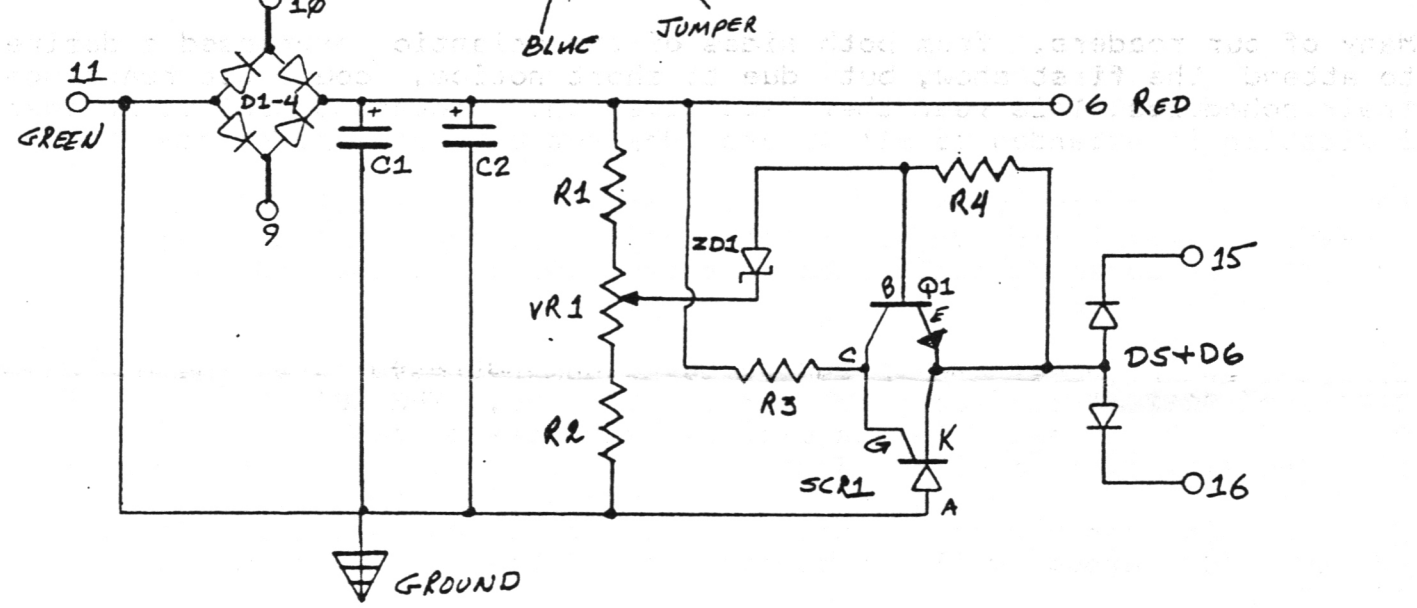 10
JUMPER
BLUE
11
GREEN
D1-4
9
+
C1
+
C2
R1
VR1
R2
ZD1
R3
R4
B
Q1
E
C
G
K
SCR1
A
6 RED
15
D5+D6
16
GROUND